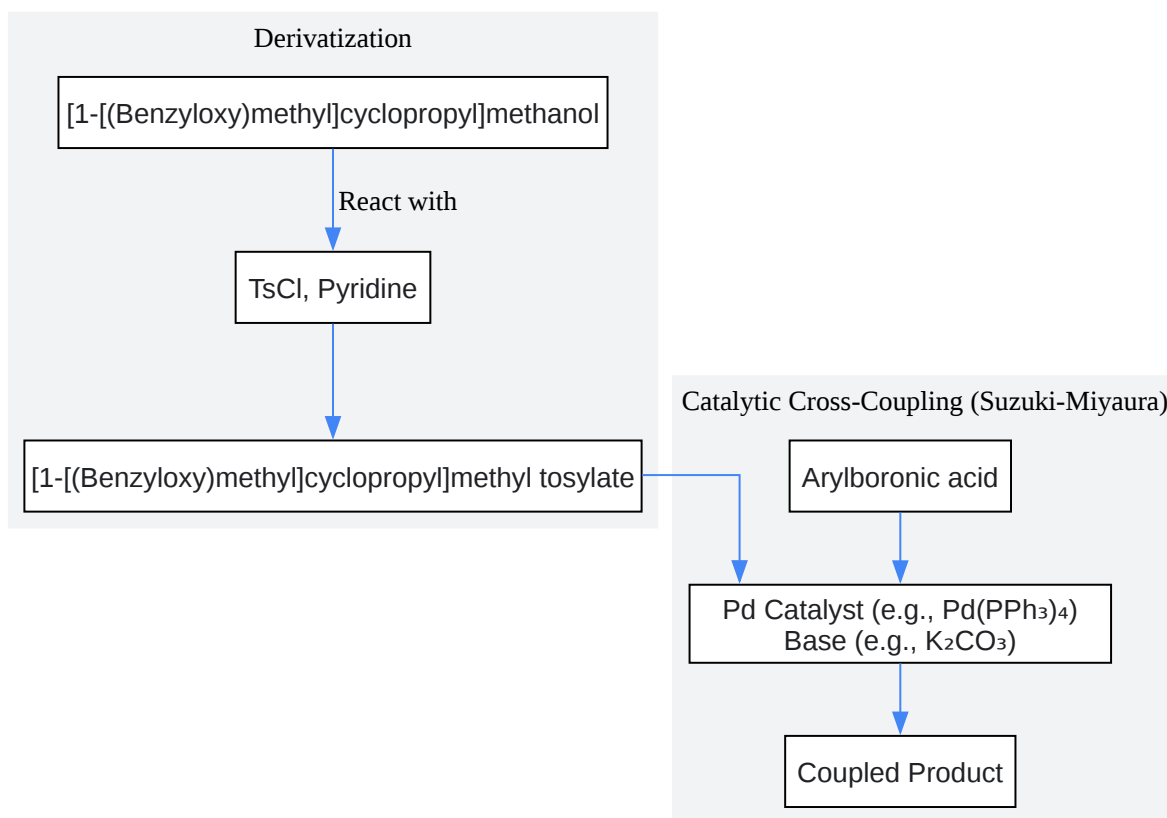 Derivatization
[1-[(Benzyloxy)methyl]cyclopropyl]methanol
React with
TsCl, Pyridine
[1-[(Benzyloxy)methyl]cyclopropyl]methyl tosylate
Catalytic Cross-Coupling (Suzuki-Miyaura)
Arylboronic acid
Pd Catalyst (e.g., Pd(PPh₃)₄)
Base (e.g., K₂CO₃)
Coupled Product